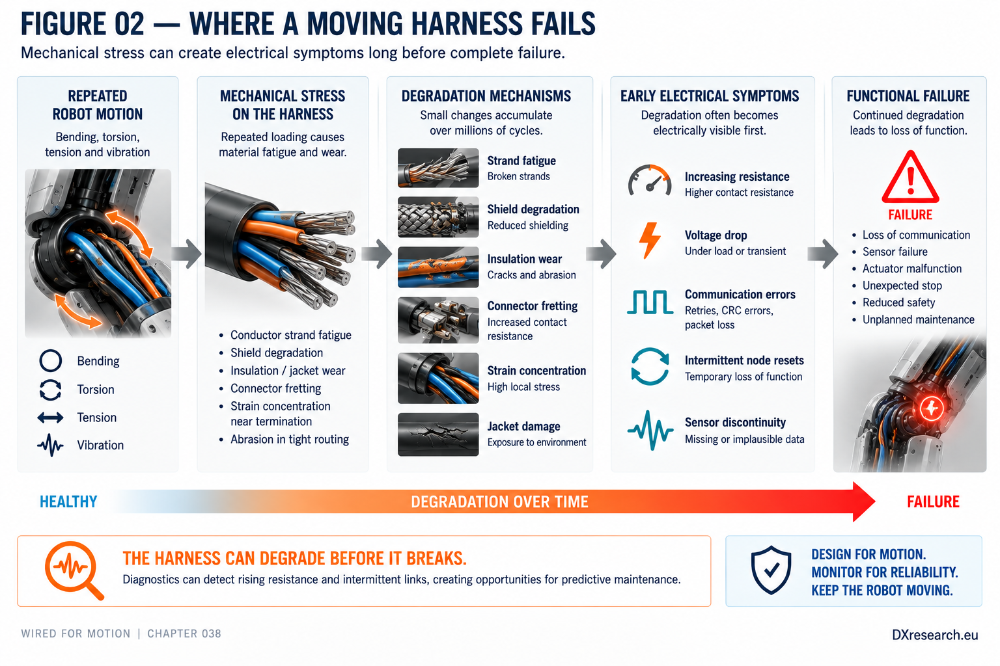 FIGURE 02 — WHERE A MOVING HARNESS FAILS
Mechanical stress can create electrical symptoms long before complete failure.
REPEATED
ROBOT MOTION
Bending, torsion,
tension and vibration
Bending
Torsion
Tension
Vibration
MECHANICAL STRESS
ON THE HARNESS
Repeated loading causes
material fatigue and wear.
• Conductor strand fatigue
• Shield degradation
• Insulation / jacket wear
• Connector fretting
• Strain concentration
near termination
• Abrasion in tight routing
DEGRADATION MECHANISMS
Small changes accumulate
over millions of cycles.
Strand fatigue
Broken strands
Shield degradation
Reduced shielding
Insulation wear
Cracks and abrasion
Connector fretting
Increased contact
resistance
Strain concentration
High local stress
Jacket damage
Exposure to environment
EARLY ELECTRICAL SYMPTOMS
Degradation often becomes
electrically visible first.
Increasing resistance
Higher contact resistance
Voltage drop
Under load or transient
Communication errors
Retries, CRC errors,
packet loss
Intermittent node resets
Temporary loss of function
Sensor discontinuity
Missing or implausible data
FUNCTIONAL FAILURE
Continued degradation
leads to loss of function.
FAILURE
• Loss of communication
• Sensor failure
• Actuator malfunction
• Unexpected stop
• Reduced safety
• Unplanned maintenance
HEALTHY
DEGRADATION OVER TIME
FAILURE
THE HARNESS CAN DEGRADE BEFORE IT BREAKS.
Diagnostics can detect rising resistance and intermittent links, creating opportunities for predictive maintenance.
DESIGN FOR MOTION.
MONITOR FOR RELIABILITY.
KEEP THE ROBOT MOVING.
WIRED FOR MOTION | CHAPTER 038
DXresearch.eu